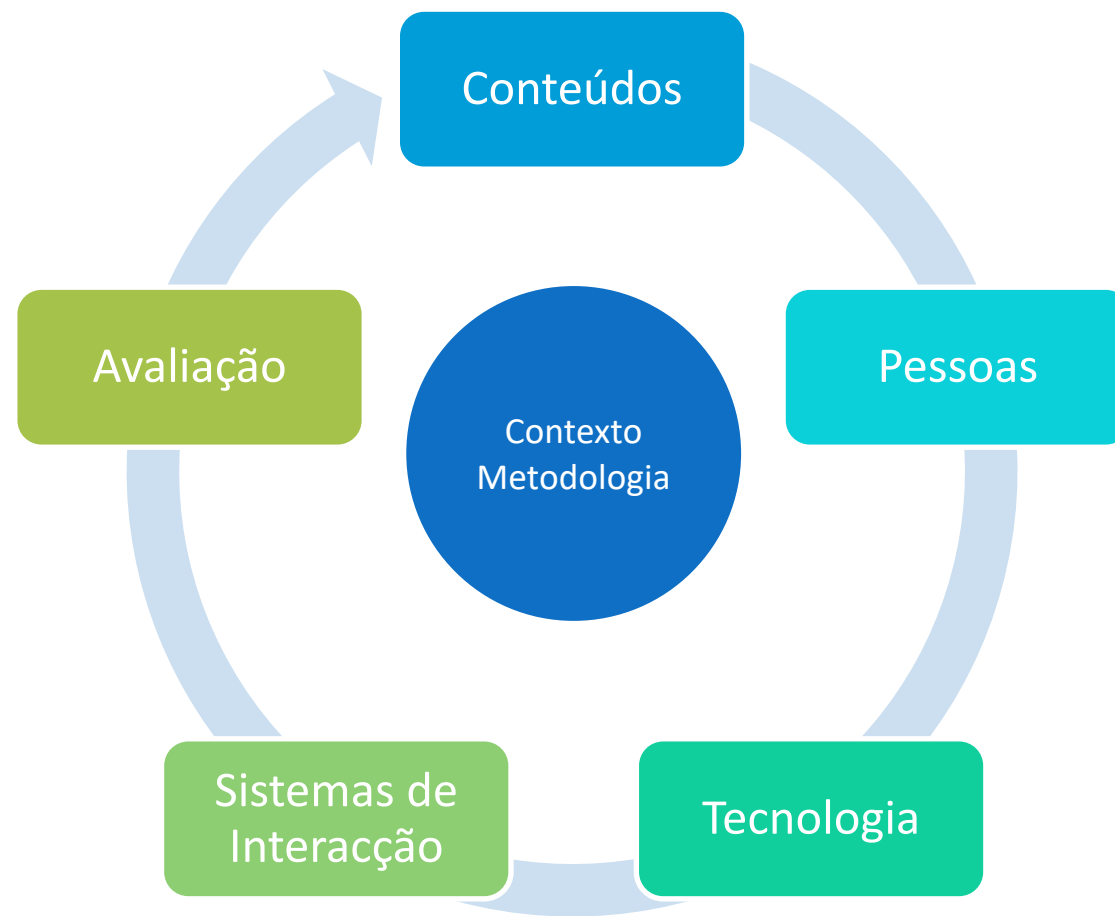 Conteúdos
Pessoas
Tecnologia
Sistemas de
Interacção
Avaliação
Contexto
Metodologia